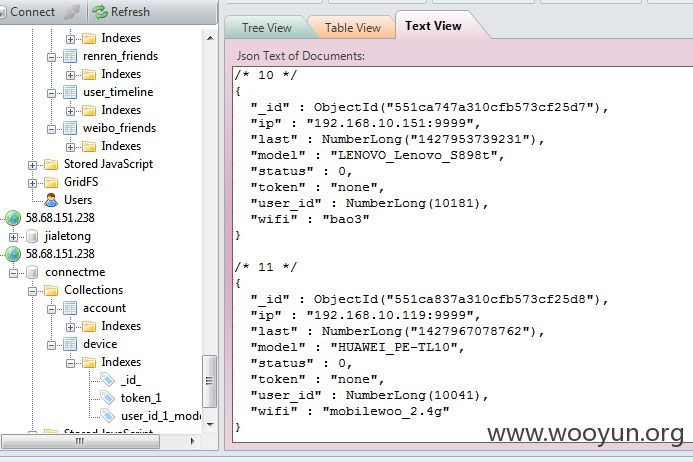 Connect
Refresh
Indexes
renren_friends
Indexes
user_timeline
Indexes
weibo_friends
Indexes
Stored JavaScript
GridFS
Users
58.68.151.238
jialetong
58.68.151.238
connectme
Collections
account
Indexes
device
Indexes
_id_
token_1
user_id_1_mode
Tree View
Table View
Text View
Json Text of Documents:
/* 10 */
{
"_id" : ObjectId("551ca747a310cfb573cf25d7"),
"ip" : "192.168.10.151:9999",
"last" : NumberLong("1427953739231"),
"model" : "LENOVO_Lenovo_S898t",
"status" : 0,
"token" : "none",
"user_id" : NumberLong(10181),
"wifi" : "bao3"
}
/* 11 */
{
"_id" : ObjectId("551ca837a310cfb573cf25d8"),
"ip" : "192.168.10.119:9999",
"last" : NumberLong("1427967078762"),
"model" : "HUAWEI_PE-TL10",
"status" : 0,
"token" : "none",
"user_id" : NumberLong(10041),
"wifi" : "mobilewoo_2.4g"
}
www.wooyun.org